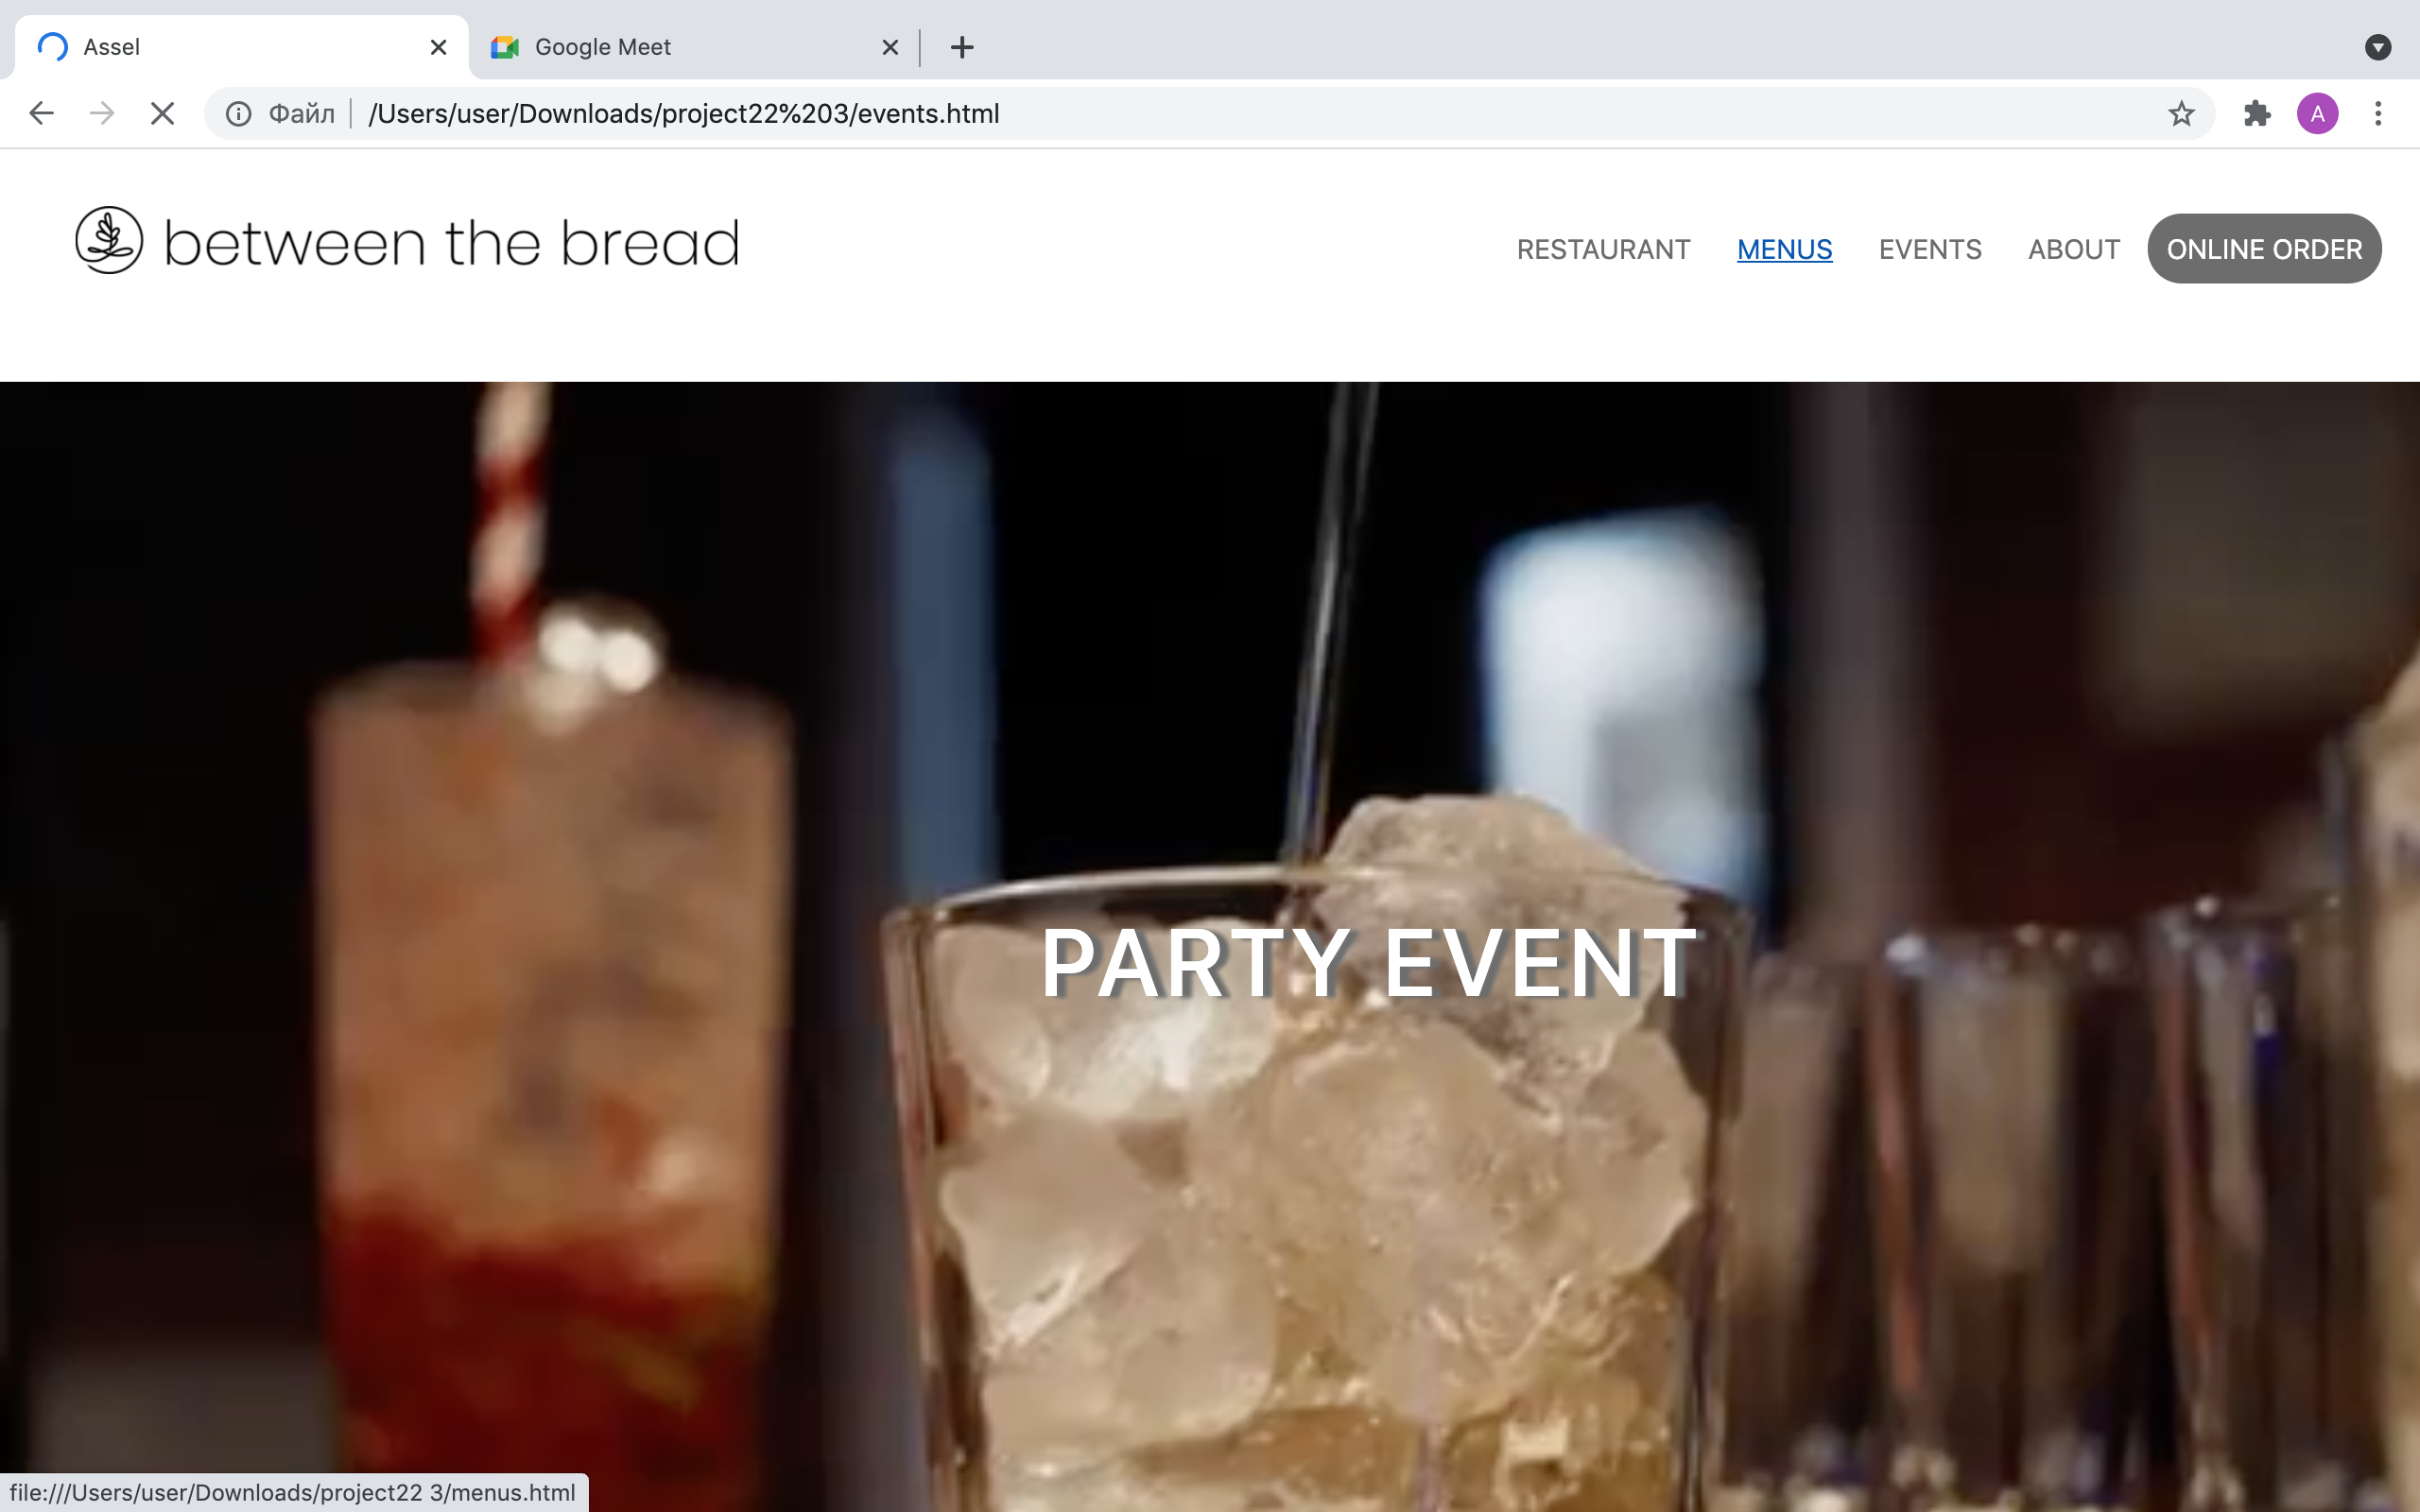 Assel
Google Meet
Файл
/Users/user/Downloads/project22%203/events.html
A
between the bread
RESTAURANT
MENUS
EVENTS
ABOUT
ONLINE ORDER
PARTY EVENT
file:///Users/user/Downloads/project22 3/menus.html